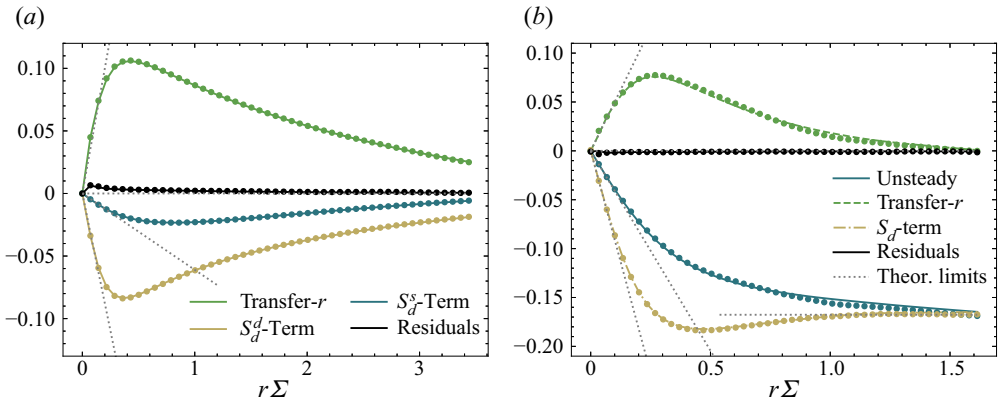 (a)
0.10
0.05
0
−0.05
−0.10
0
1
2
3
rΣ
Transfer-r
S_d^d-Term
S_d^s-Term
Residuals
(b)
0.10
0.05
0
−0.05
−0.10
−0.15
−0.20
0
0.5
1.0
1.5
rΣ
Unsteady
Transfer-r
S_d-term
Residuals
Theor. limits